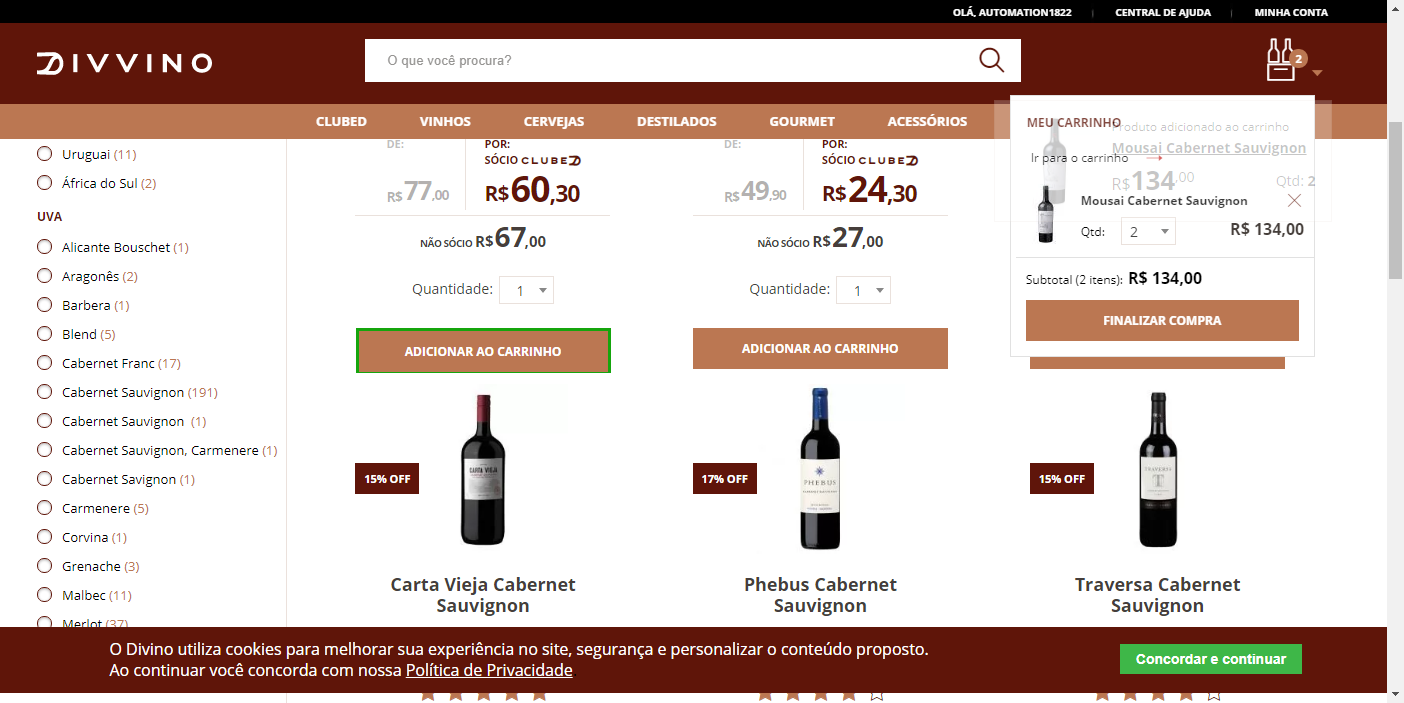 OLÁ, AUTOMATION1822 | CENTRAL DE AJUDA | MINHA CONTA
DIVVINO
O que você procura?
2
CLUBED VINHOS CERVEJAS DESTILADOS GOURMET ACESSÓRIOS
Uruguai (11)
África do Sul (2)
UVA
Alicante Bouschet (1)
Aragonês (2)
Barbera (1)
Blend (5)
Cabernet Franc (17)
Cabernet Sauvignon (191)
Cabernet Sauvignon (1)
Cabernet Sauvignon, Carmenere (1)
Cabernet Savignon (1)
Carmenere (5)
Corvina (1)
Grenache (3)
Malbec (11)
Merlot (37)
DE: POR:
SÓCIO CLUBED
R$77,00 R$60,30
NÃO SÓCIO R$67,00
Quantidade: 1
ADICIONAR AO CARRINHO
DE: POR:
SÓCIO CLUBED
R$49,90 R$24,30
NÃO SÓCIO R$27,00
Quantidade: 1
ADICIONAR AO CARRINHO
MEU CARRINHO
Produto adicionado ao carrinho
Mousai Cabernet Sauvignon
Ir para o carrinho
R$134,00 Qtd: 2
Mousai Cabernet Sauvignon
Qtd: 2 R$ 134,00
Subtotal (2 itens): R$ 134,00
FINALIZAR COMPRA
15% OFF
CARTA VIEJA
Carta Vieja Cabernet
Sauvignon
17% OFF
PHEBUS
Phebus Cabernet
Sauvignon
15% OFF
TRAVERSA
T
Traversa Cabernet
Sauvignon
O Divino utiliza cookies para melhorar sua experiência no site, segurança e personalizar o conteúdo proposto.
Ao continuar você concorda com nossa Política de Privacidade
Concordar e continuar